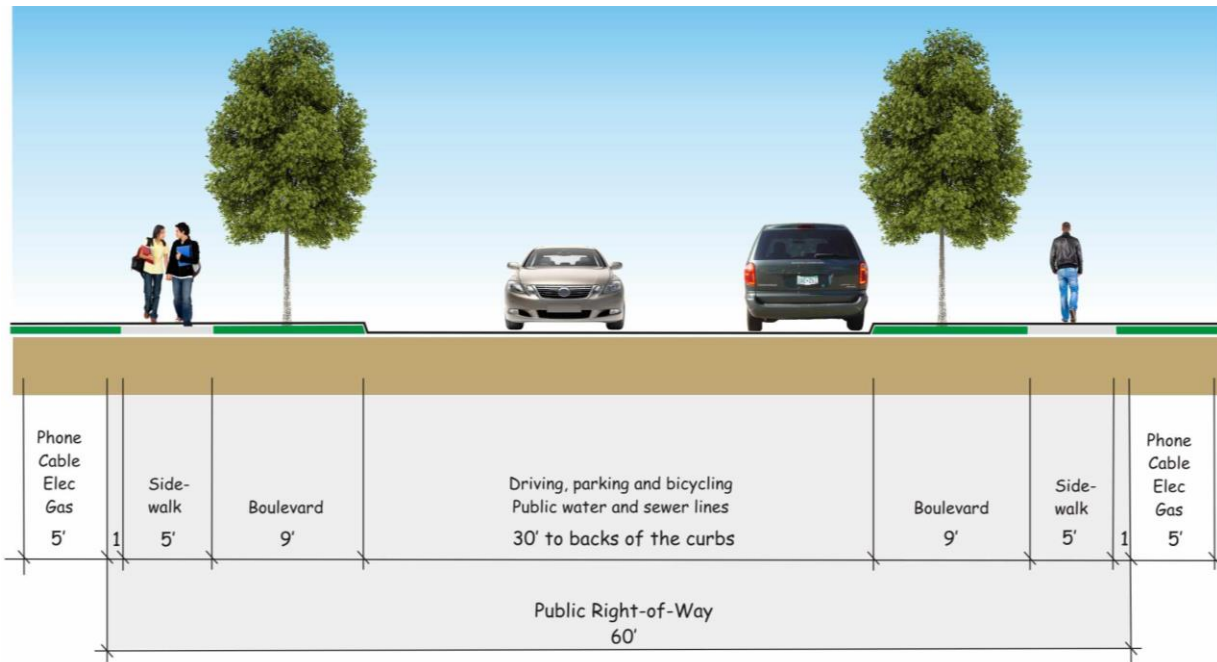 Phone
Cable
Elec
Gas
5'
1
Side-
walk
5'
Boulevard
9'
Driving, parking and bicycling
Public water and sewer lines
30' to backs of the curbs
Boulevard
9'
Side-
walk
5'
1
Phone
Cable
Elec
Gas
5'
Public Right-of-Way
60'